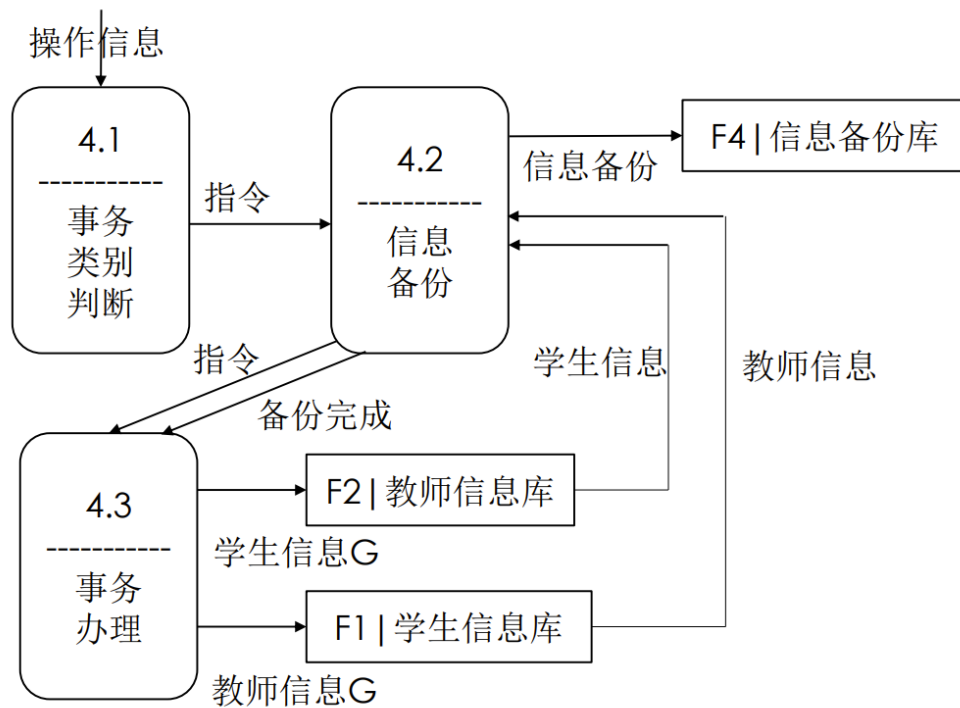 操作信息
4.1
-----------
事务
类别
判断
指令
4.2
-----------
信息
备份
信息备份
F4|信息备份库
指令
备份完成
学生信息
教师信息
4.3
-----------
事务
办理
F2|教师信息库
学生信息G
F1|学生信息库
教师信息G